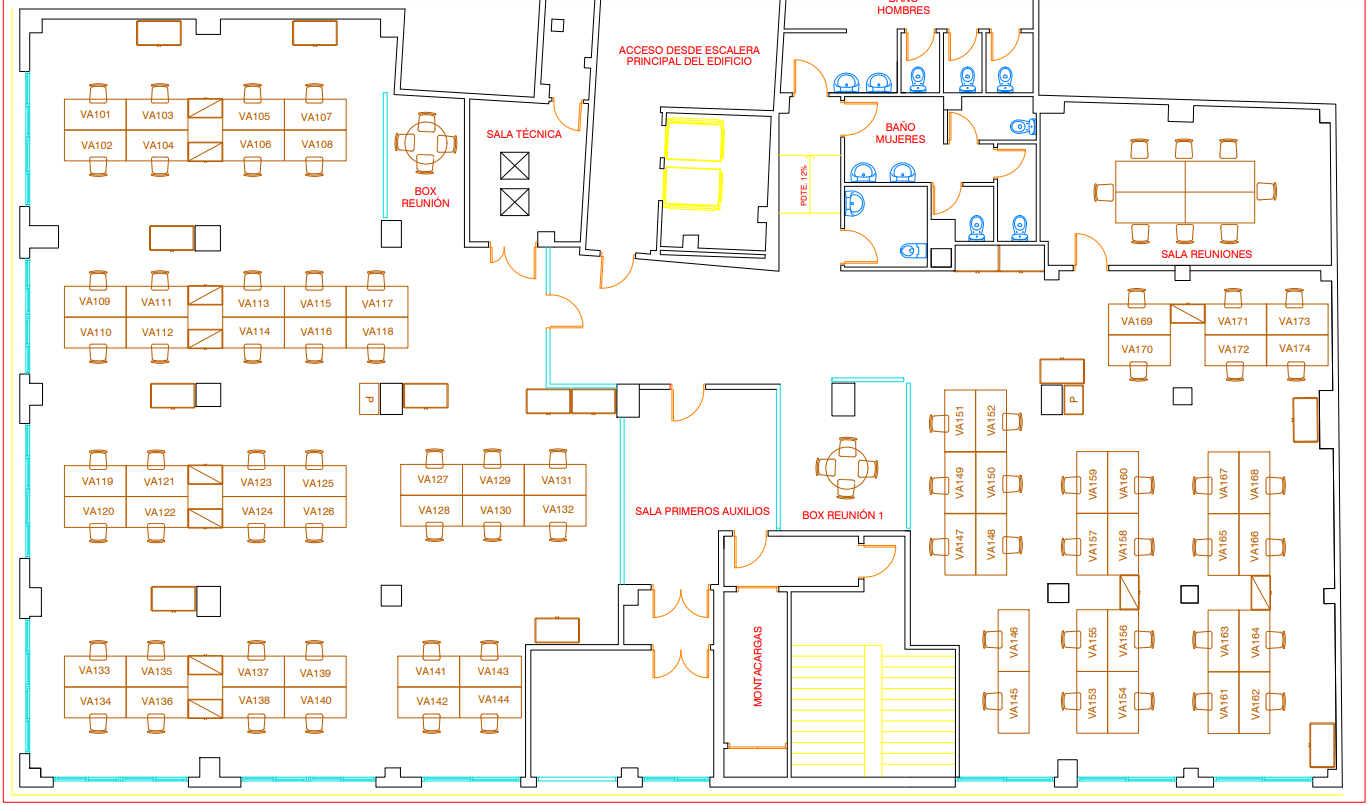 BAÑO
HOMBRES
ACCESO DESDE ESCALERA
PRINCIPAL DEL EDIFICIO
VA101 VA103 VA105 VA107
VA102 VA104 VA106 VA108
BOX
REUNIÓN
SALA TÉCNICA
BAÑO
MUJERES
PDTE. 12%
SALA REUNIONES
VA109 VA111 VA113 VA115 VA117
VA110 VA112 VA114 VA116 VA118
VA169 VA171 VA173
VA170 VA172 VA174
P
P
VA151 VA152
VA149 VA150
VA147 VA148
VA159 VA160
VA157 VA158
VA167 VA168
VA165 VA166
VA119 VA121 VA123 VA125
VA120 VA122 VA124 VA126
VA127 VA129 VA131
VA128 VA130 VA132
SALA PRIMEROS AUXILIOS
BOX REUNIÓN 1
VA133 VA135 VA137 VA139
VA134 VA136 VA138 VA140
VA141 VA143
VA142 VA144
MONTACARGAS
VA146
VA145
VA155 VA156
VA153 VA154
VA163 VA164
VA161 VA162